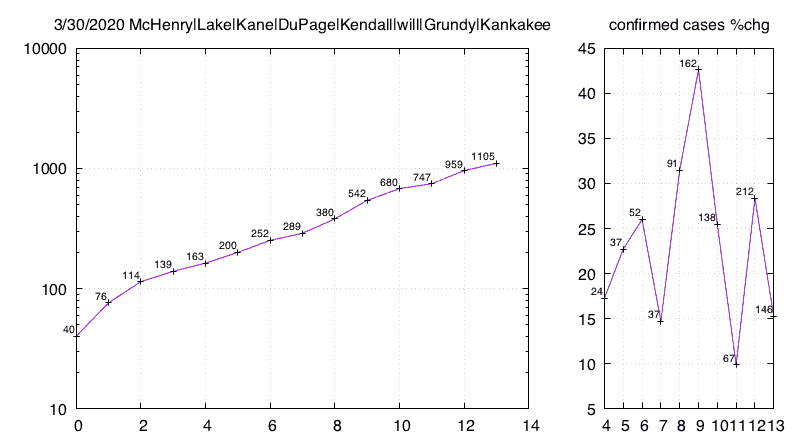 3/30/2020 McHenry|Lake|Kane|DuPage|Kendall|will|Grundy|Kankakee
10000
1000
100
10
0 2 4 6 8 10 12 14
40 76 114 139 163 200 252 289 380 542 680 747 959 1105
confirmed cases %chg
45
40
35
30
25
20
15
10
5
4 5 6 7 8 9 10 11 12 13
24 37 52 37 91 162 138 67 212 146